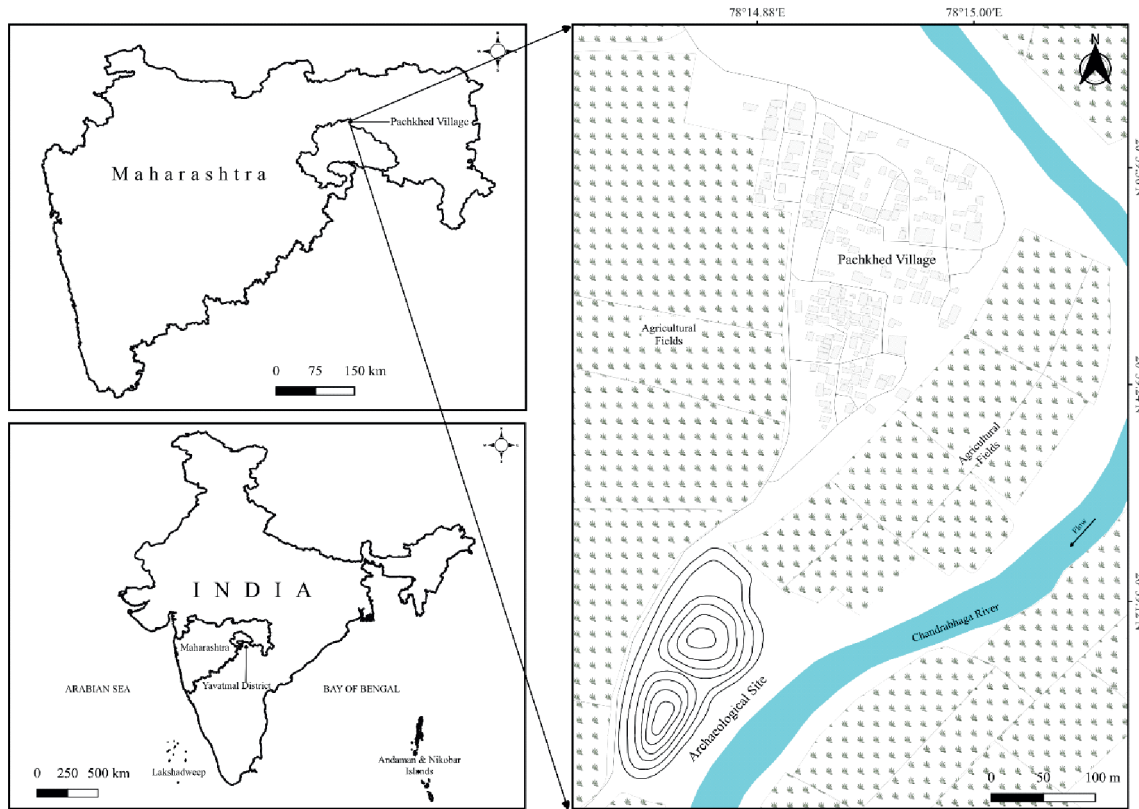 Pachkhed Village
Maharashtra
0 75 150 km
INDIA
Maharashtra
Yavatmal District
ARABIAN SEA
BAY OF BENGAL
Lakshadweep
Andaman & Nikobar
Islands
0 250 500 km
78°14.88'E
78°15.00'E
N
Pachkhed Village
Agricultural
Fields
Agricultural
Fields
Flow
Chandrabhaga River
Archaeological Site
0 50 100 m